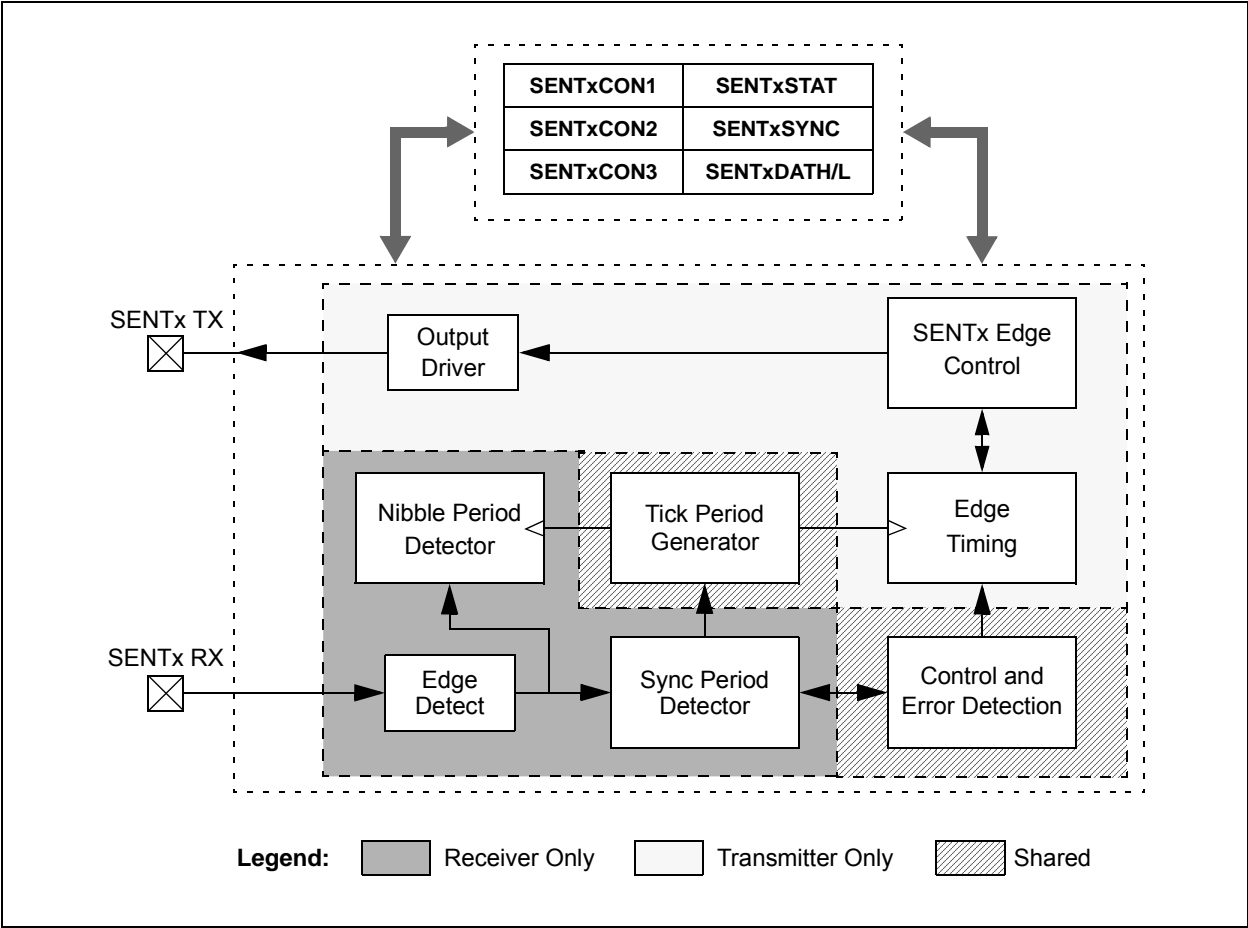 SENTxCON1 SENTxSTAT
SENTxCON2 SENTxSYNC
SENTxCON3 SENTxDATH/L
SENTx TX
Output
Driver
SENTx Edge
Control
Nibble Period
Detector
Tick Period
Generator
Edge
Timing
SENTx RX
Edge
Detect
Sync Period
Detector
Control and
Error Detection
Legend: Receiver Only Transmitter Only Shared